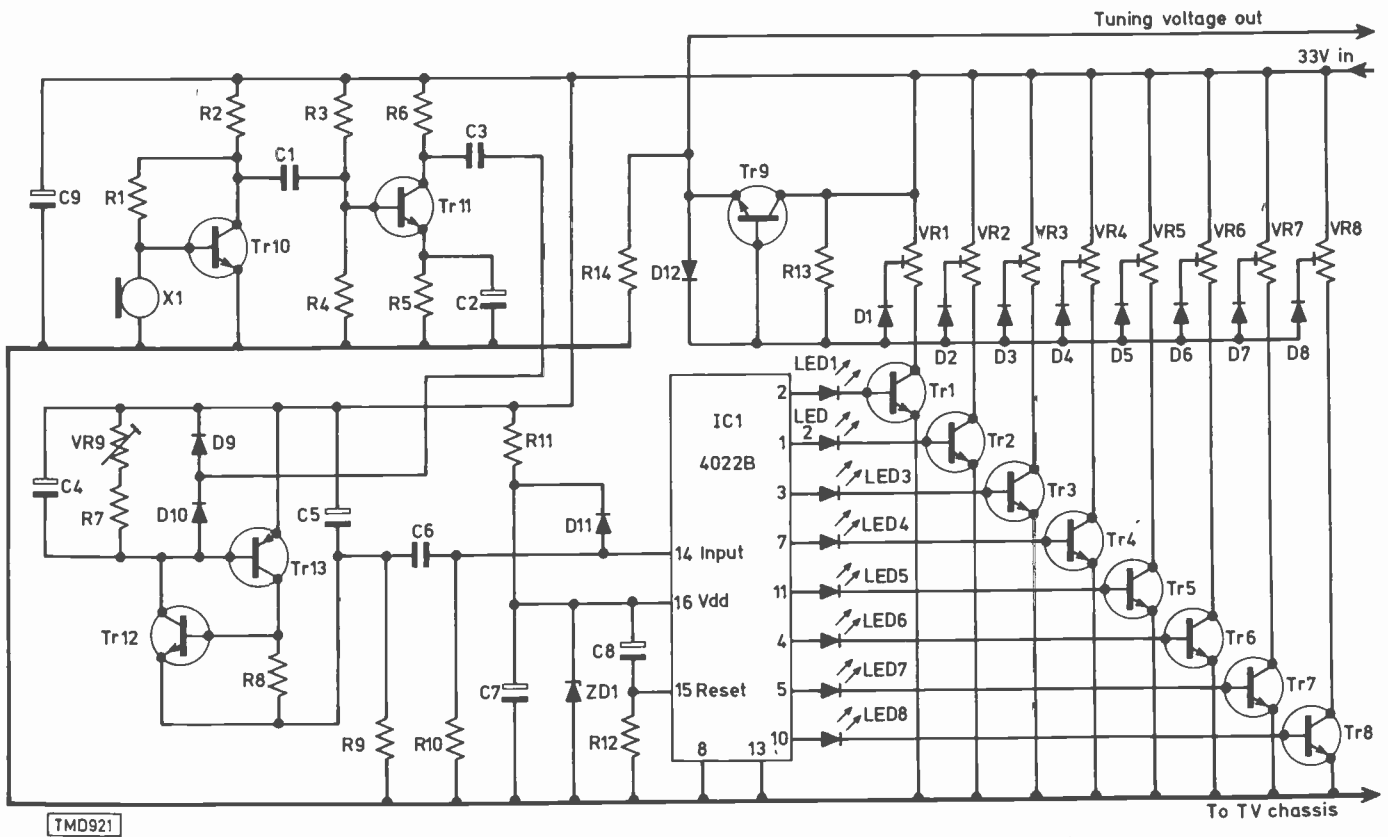 Tuning voltage out
33V in
R2
R3
R6
C3
C1
R1
C9
Tr10
Tr11
X1
R4
R5
C2
R14
Tr9
D12
R13
VR1
VR2
VR3
VR4
VR5
VR6
VR7
VR8
D1
D2
D3
D4
D5
D6
D7
D8
LED1
2
Tr1
IC1
4022B
LED
2
1
Tr2
LED3
3
Tr3
LED4
7
Tr4
LED5
11
Tr5
LED6
4
Tr6
LED7
5
Tr7
LED8
10
Tr8
VR9
D9
R11
C4
R7
D10
C5
C6
D11
14 Input
Tr13
16 Vdd
Tr12
C8
R8
C7
ZD1
15 Reset
R9
R10
R12
8
13
To TV chassis
TMD921